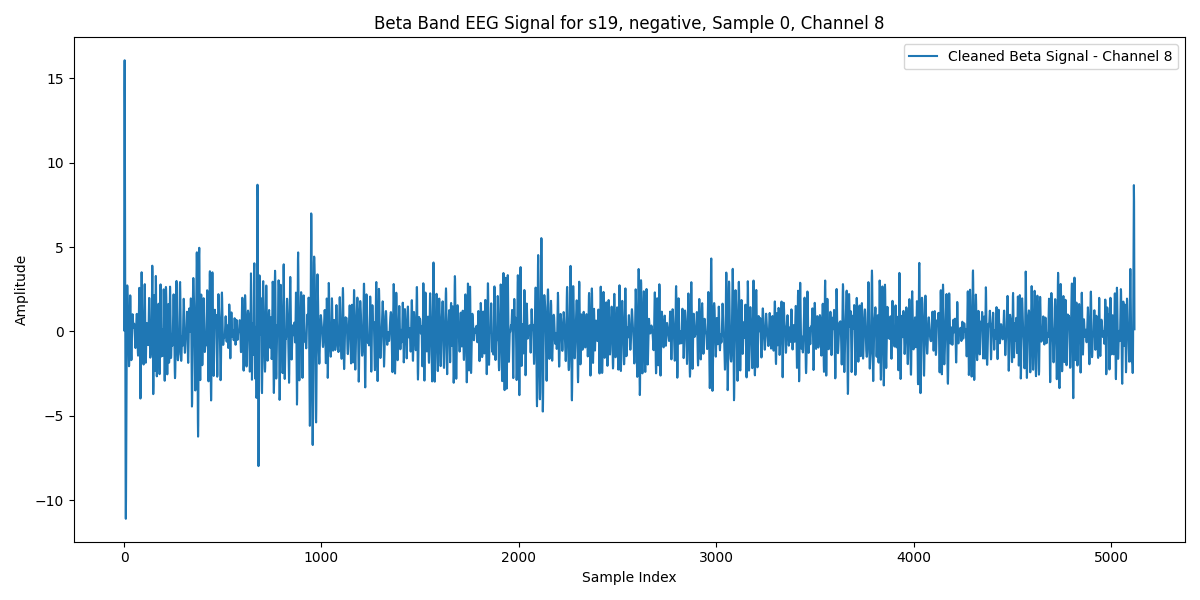 Beta Band EEG Signal for s19, negative, Sample 0, Channel 8
Cleaned Beta Signal - Channel 8
Amplitude
15
10
5
0
−5
−10
0 1000 2000 3000 4000 5000
Sample Index